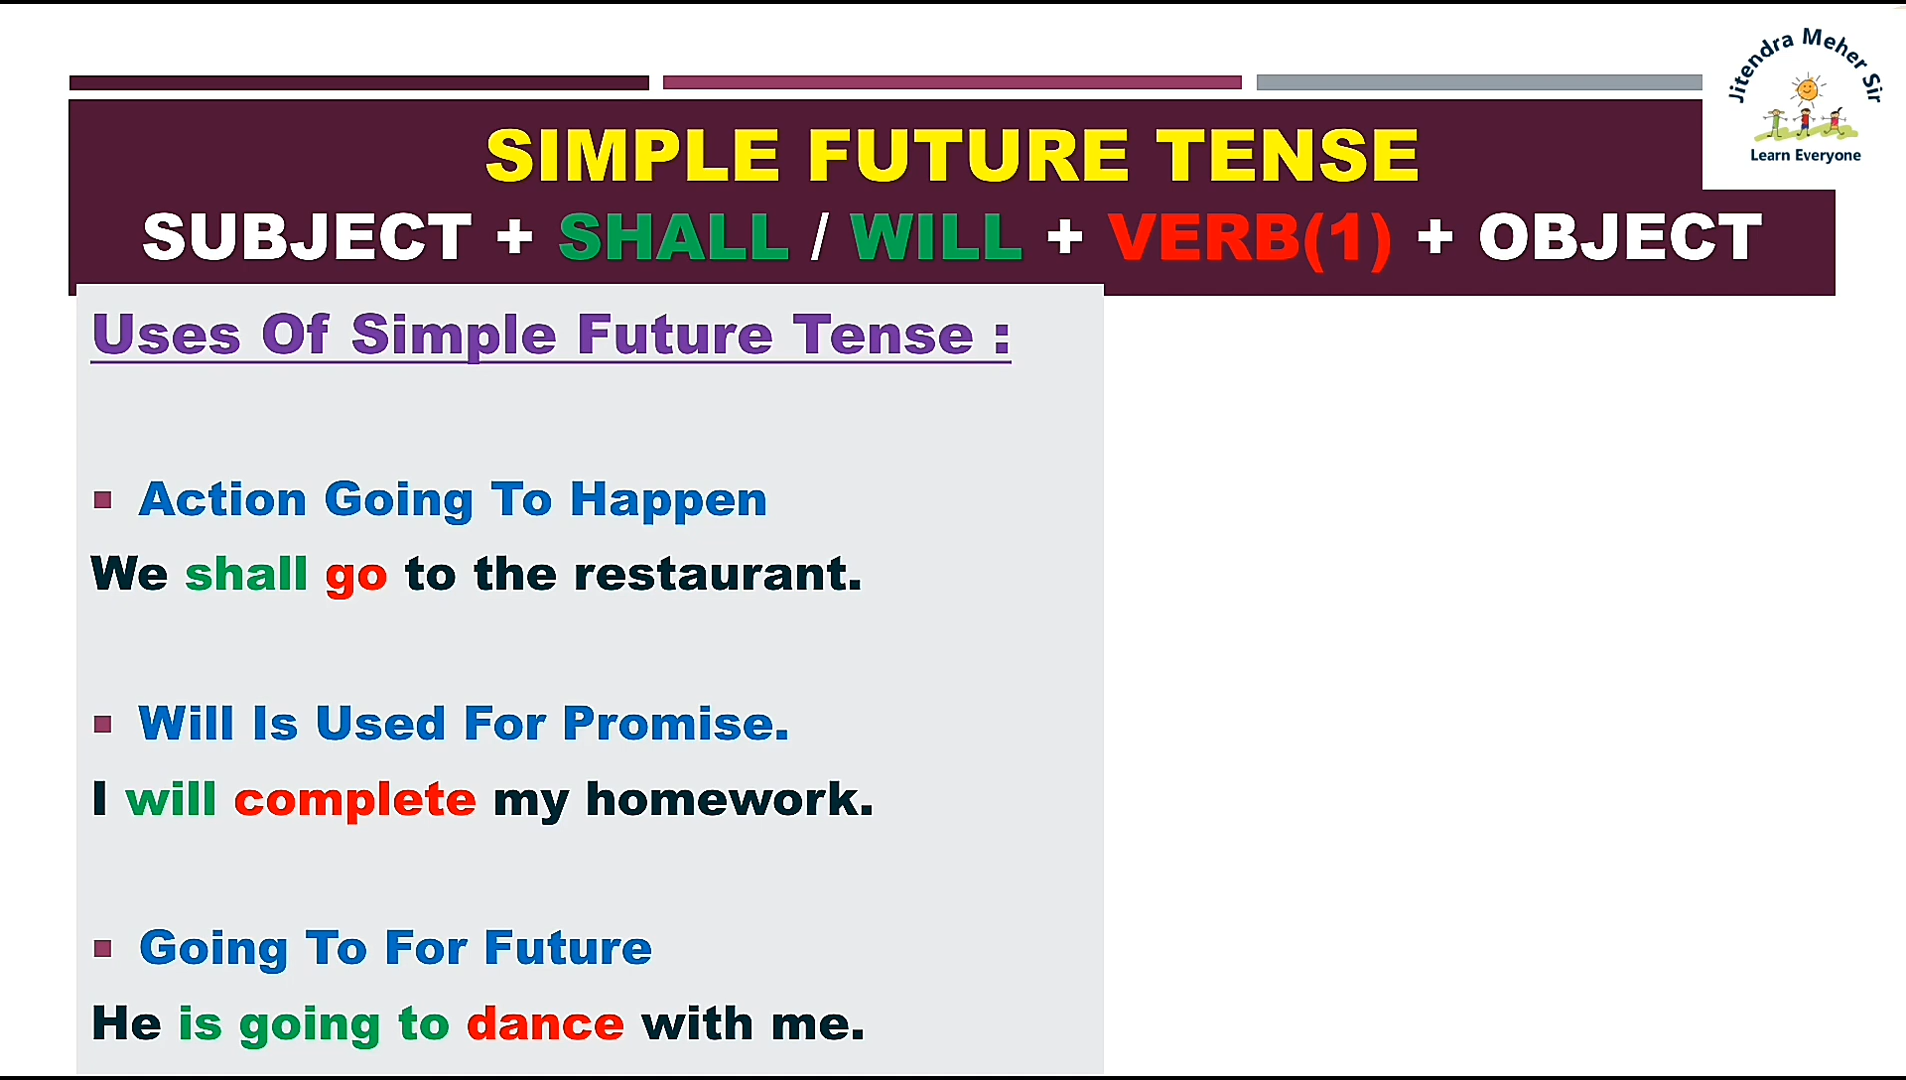 Jitendra Meher Sir
Learn Everyone
SIMPLE FUTURE TENSE
SUBJECT + SHALL / WILL + VERB(1) + OBJECT
Uses Of Simple Future Tense :
▪ Action Going To Happen
We shall go to the restaurant.
▪ Will Is Used For Promise.
I will complete my homework.
▪ Going To For Future
He is going to dance with me.